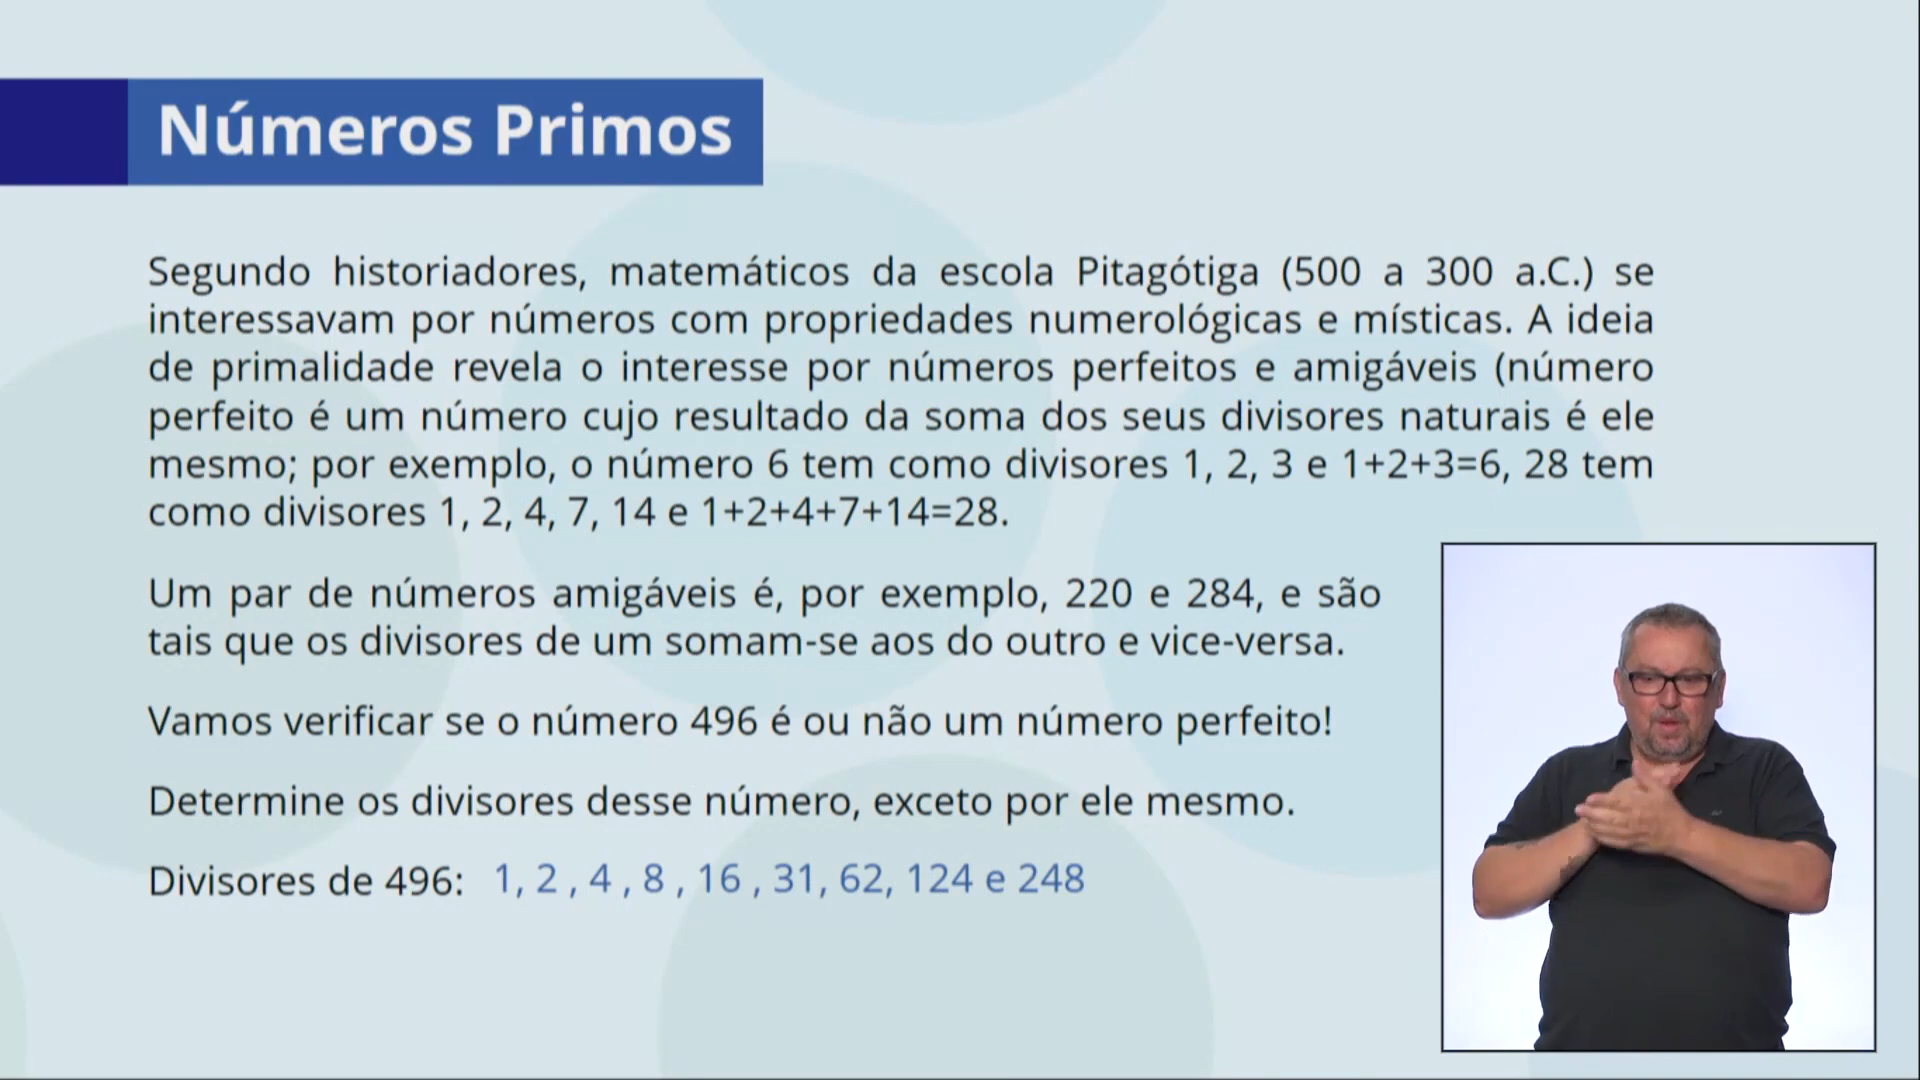 Números Primos
Segundo historiadores, matemáticos da escola Pitagótiga (500 a 300 a.C.) se
interessavam por números com propriedades numerológicas e místicas. A ideia
de primalidade revela o interesse por números perfeitos e amigáveis (número
perfeito é um número cujo resultado da soma dos seus divisores naturais é ele
mesmo; por exemplo, o número 6 tem como divisores 1, 2, 3 e 1+2+3=6, 28 tem
como divisores 1, 2, 4, 7, 14 e 1+2+4+7+14=28.
Um par de números amigáveis é, por exemplo, 220 e 284, e são
tais que os divisores de um somam-se aos do outro e vice-versa.
Vamos verificar se o número 496 é ou não um número perfeito!
Determine os divisores desse número, exceto por ele mesmo.
Divisores de 496: 1, 2 , 4 , 8 , 16 , 31, 62, 124 e 248